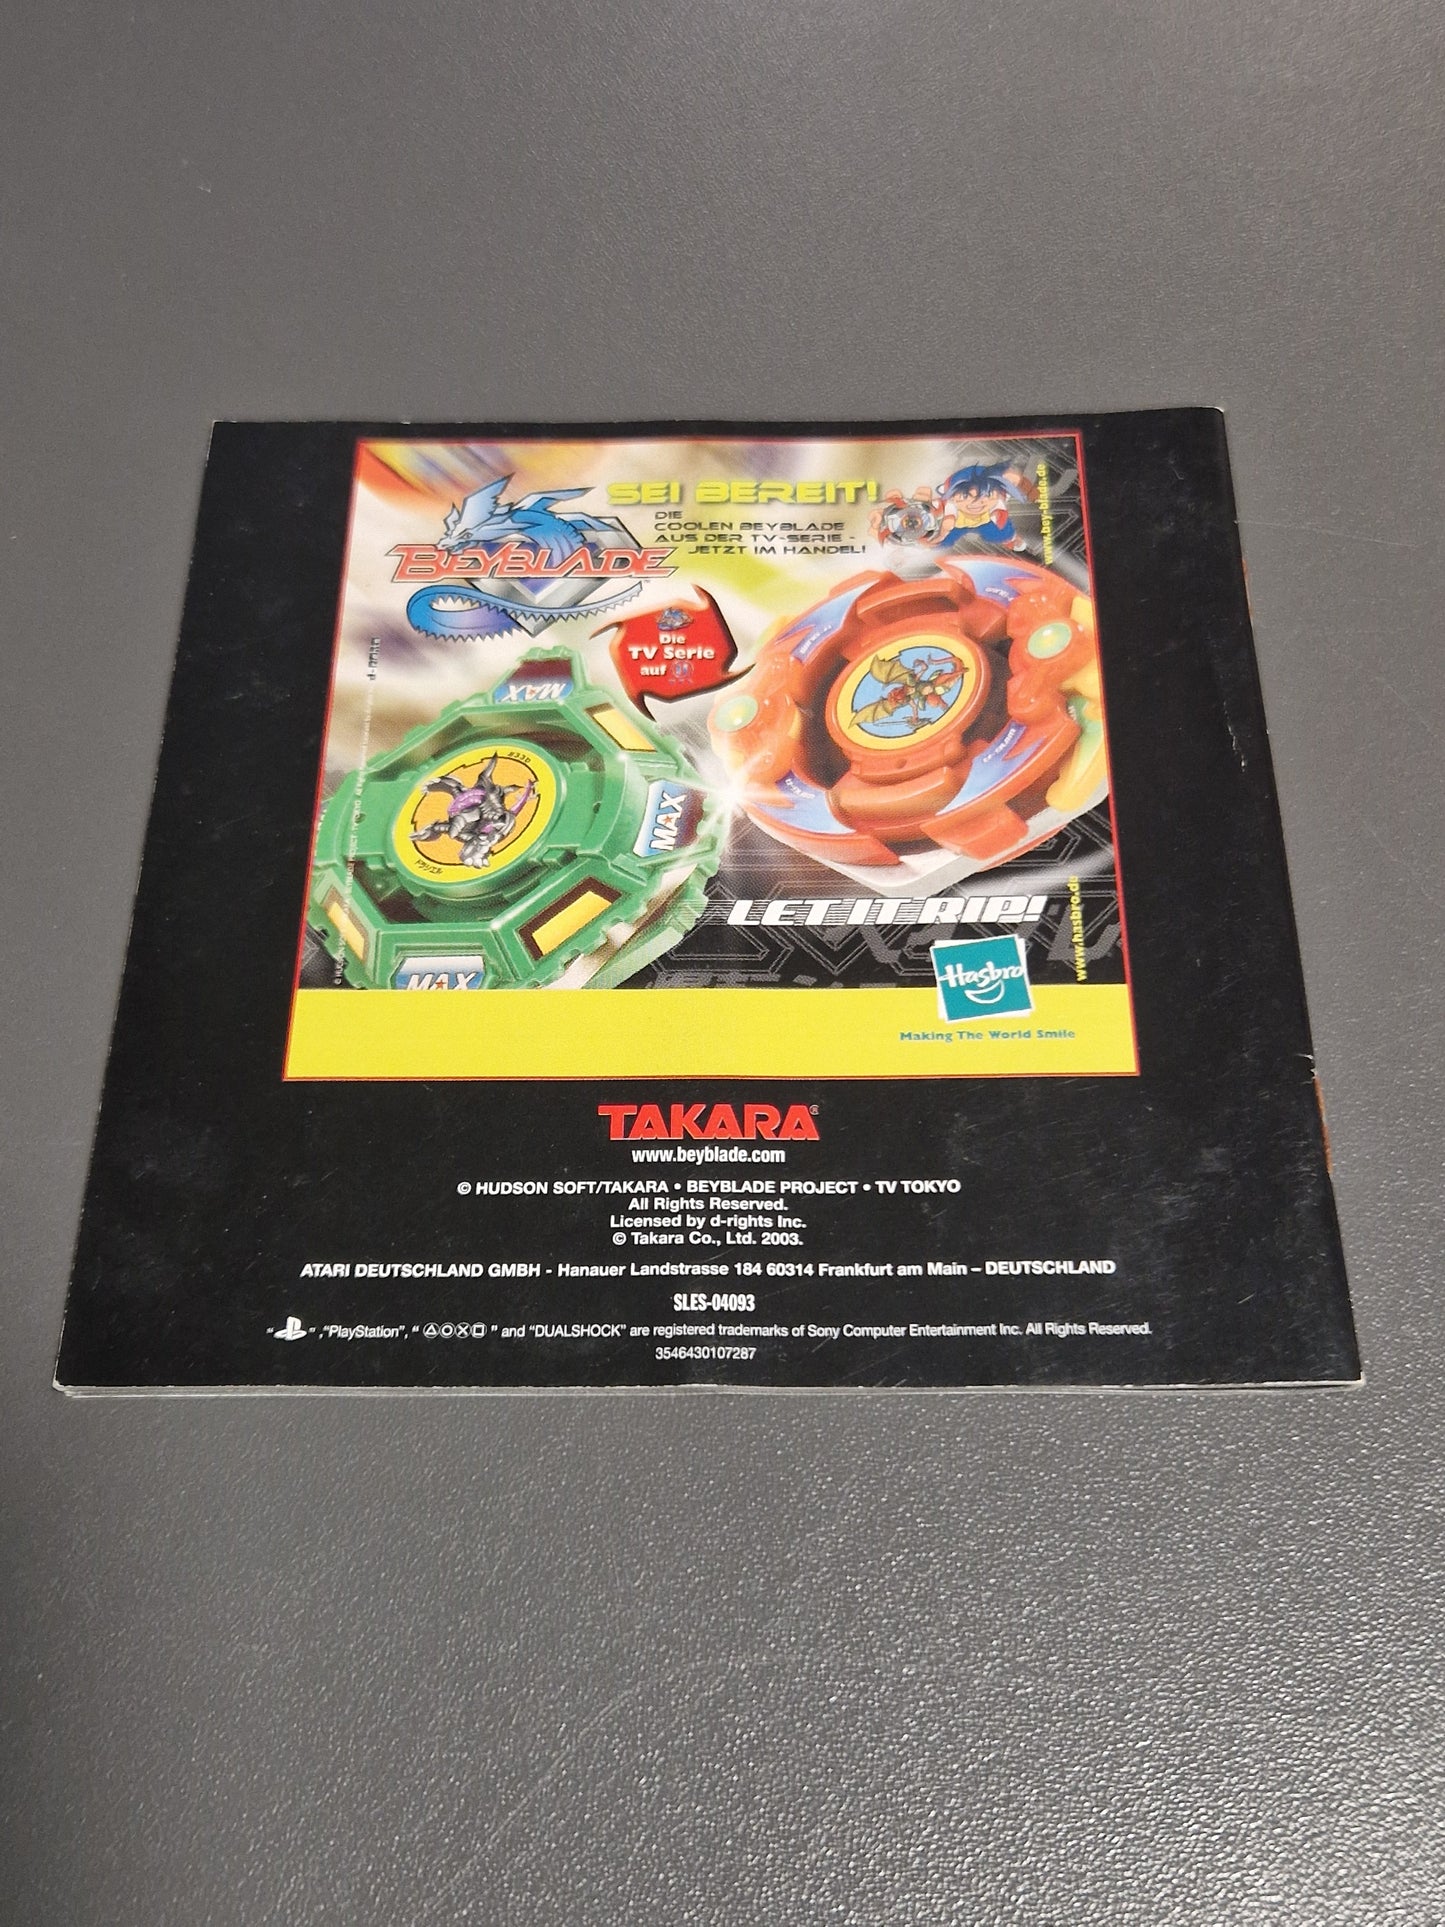 SEI BEREIT!
DIE
COOLEN BEYBLADE
AUS DER TV-SERIE -
JETZT IM HANDEL!
BEYBLADE
www.bey-blade.de
Die
TV Serie
auf
MAX
MAX
MAX
LET IT RIP!
www.hasbro.de
Hasbro
Making The World Smile
TAKARA®
www.beyblade.com
© HUDSON SOFT/TAKARA • BEYBLADE PROJECT • TV TOKYO
All Rights Reserved.
Licensed by d-rights Inc.
© Takara Co., Ltd. 2003.
ATARI DEUTSCHLAND GMBH - Hanauer Landstrasse 184 60314 Frankfurt am Main – DEUTSCHLAND
SLES-04093
" ", "PlayStation", " " and "DUALSHOCK" are registered trademarks of Sony Computer Entertainment Inc. All Rights Reserved.
3546430107287